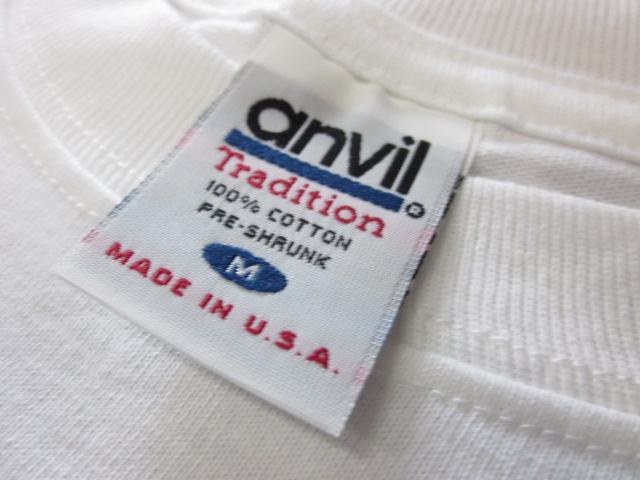 anvil®
Tradition
100% COTTON
PRE-SHRUNK
M
MADE IN U.S.A.